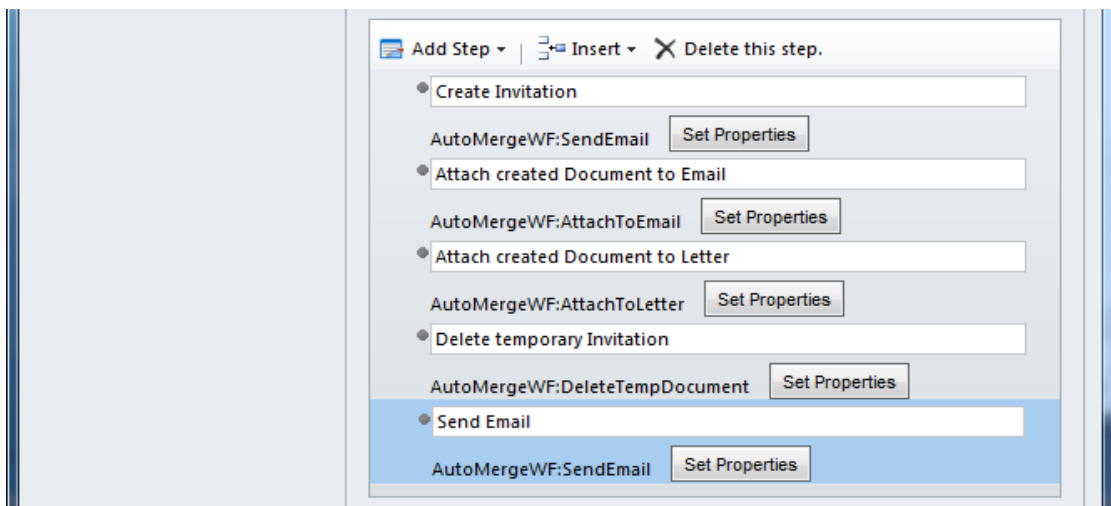 Add Step Insert Delete this step.
Create Invitation
AutoMergeWF:SendEmail Set Properties
Attach created Document to Email
AutoMergeWF:AttachToEmail Set Properties
Attach created Document to Letter
AutoMergeWF:AttachToLetter Set Properties
Delete temporary Invitation
AutoMergeWF:DeleteTempDocument Set Properties
Send Email
AutoMergeWF:SendEmail Set Properties